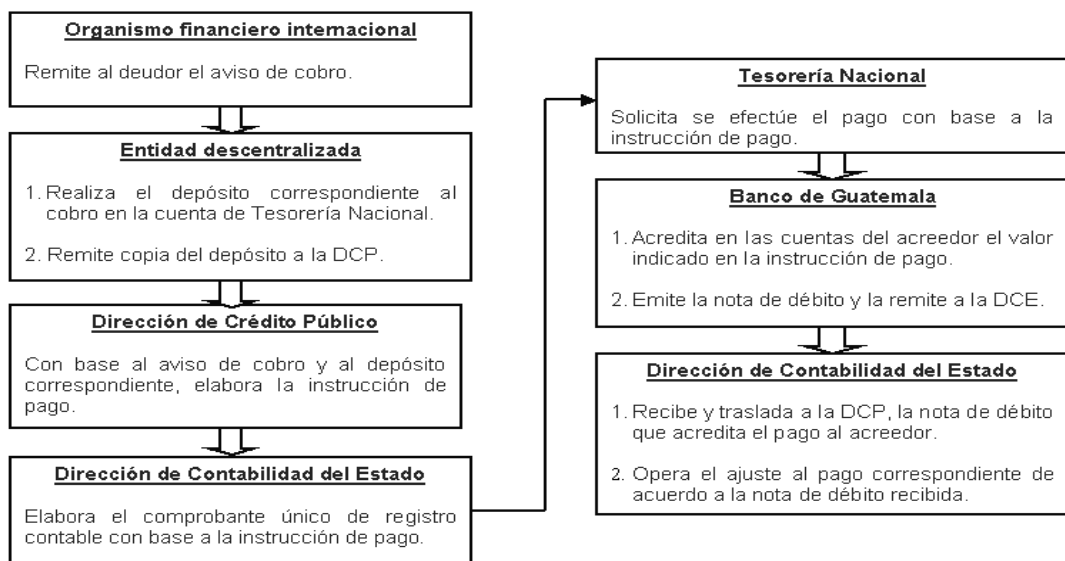 Organismo financiero internacional
Remite al deudor el aviso de cobro.
Entidad descentralizada
1. Realiza el depósito correspondiente al
cobro en la cuenta de Tesorería Nacional.
2. Remite copia del depósito a la DCP.
Dirección de Crédito Público
Con base al aviso de cobro y al depósito
correspondiente, elabora la instrucción de
pago.
Dirección de Contabilidad del Estado
Elabora el comprobante único de registro
contable con base a la instrucción de pago.
Tesorería Nacional
Solicita se efectúe el pago con base a la
instrucción de pago.
Banco de Guatemala
1. Acredita en las cuentas del acreedor el valor
indicado en la instrucción de pago.
2. Emite la nota de débito y la remite a la DCE.
Dirección de Contabilidad del Estado
1. Recibe y traslada a la DCP, la nota de débito
que acredita el pago al acreedor.
2. Opera el ajuste al pago correspondiente de
acuerdo a la nota de débito recibida.